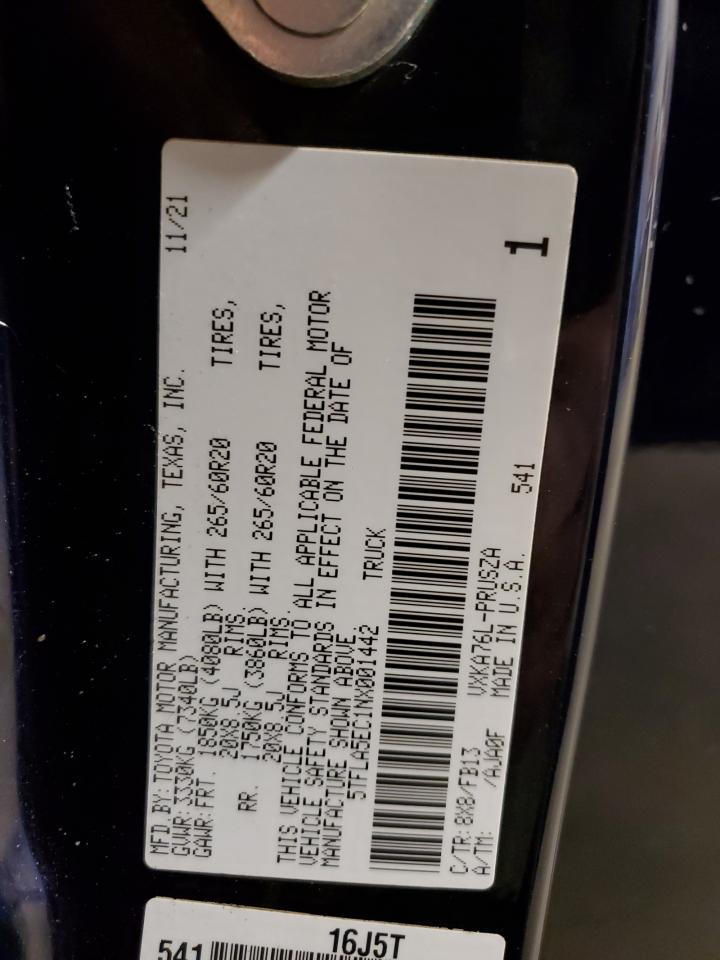 MFD BY: TOYOTA MOTOR MANUFACTURING, TEXAS, INC. 11/21
GVWR: 3330KG (7340LB)
GAWR: FRT. 1850KG (4080LB) WITH 265/60R20 TIRES,
20X8.5J RIMS
RR. 1750KG (3860LB) WITH 265/60R20 TIRES,
20X8.5J RIMS.
THIS VEHICLE CONFORMS TO ALL APPLICABLE FEDERAL MOTOR
VEHICLE SAFETY STANDARDS IN EFFECT ON THE DATE OF
MANUFACTURE SHOWN ABOVE
5TFLA5EC1NX001442 TRUCK
C/TR: 8X8/FB13 VXKA76L-PRUSZA 1
A/TM: /AJA0F MADE IN U.S.A. 541
541 16J5T